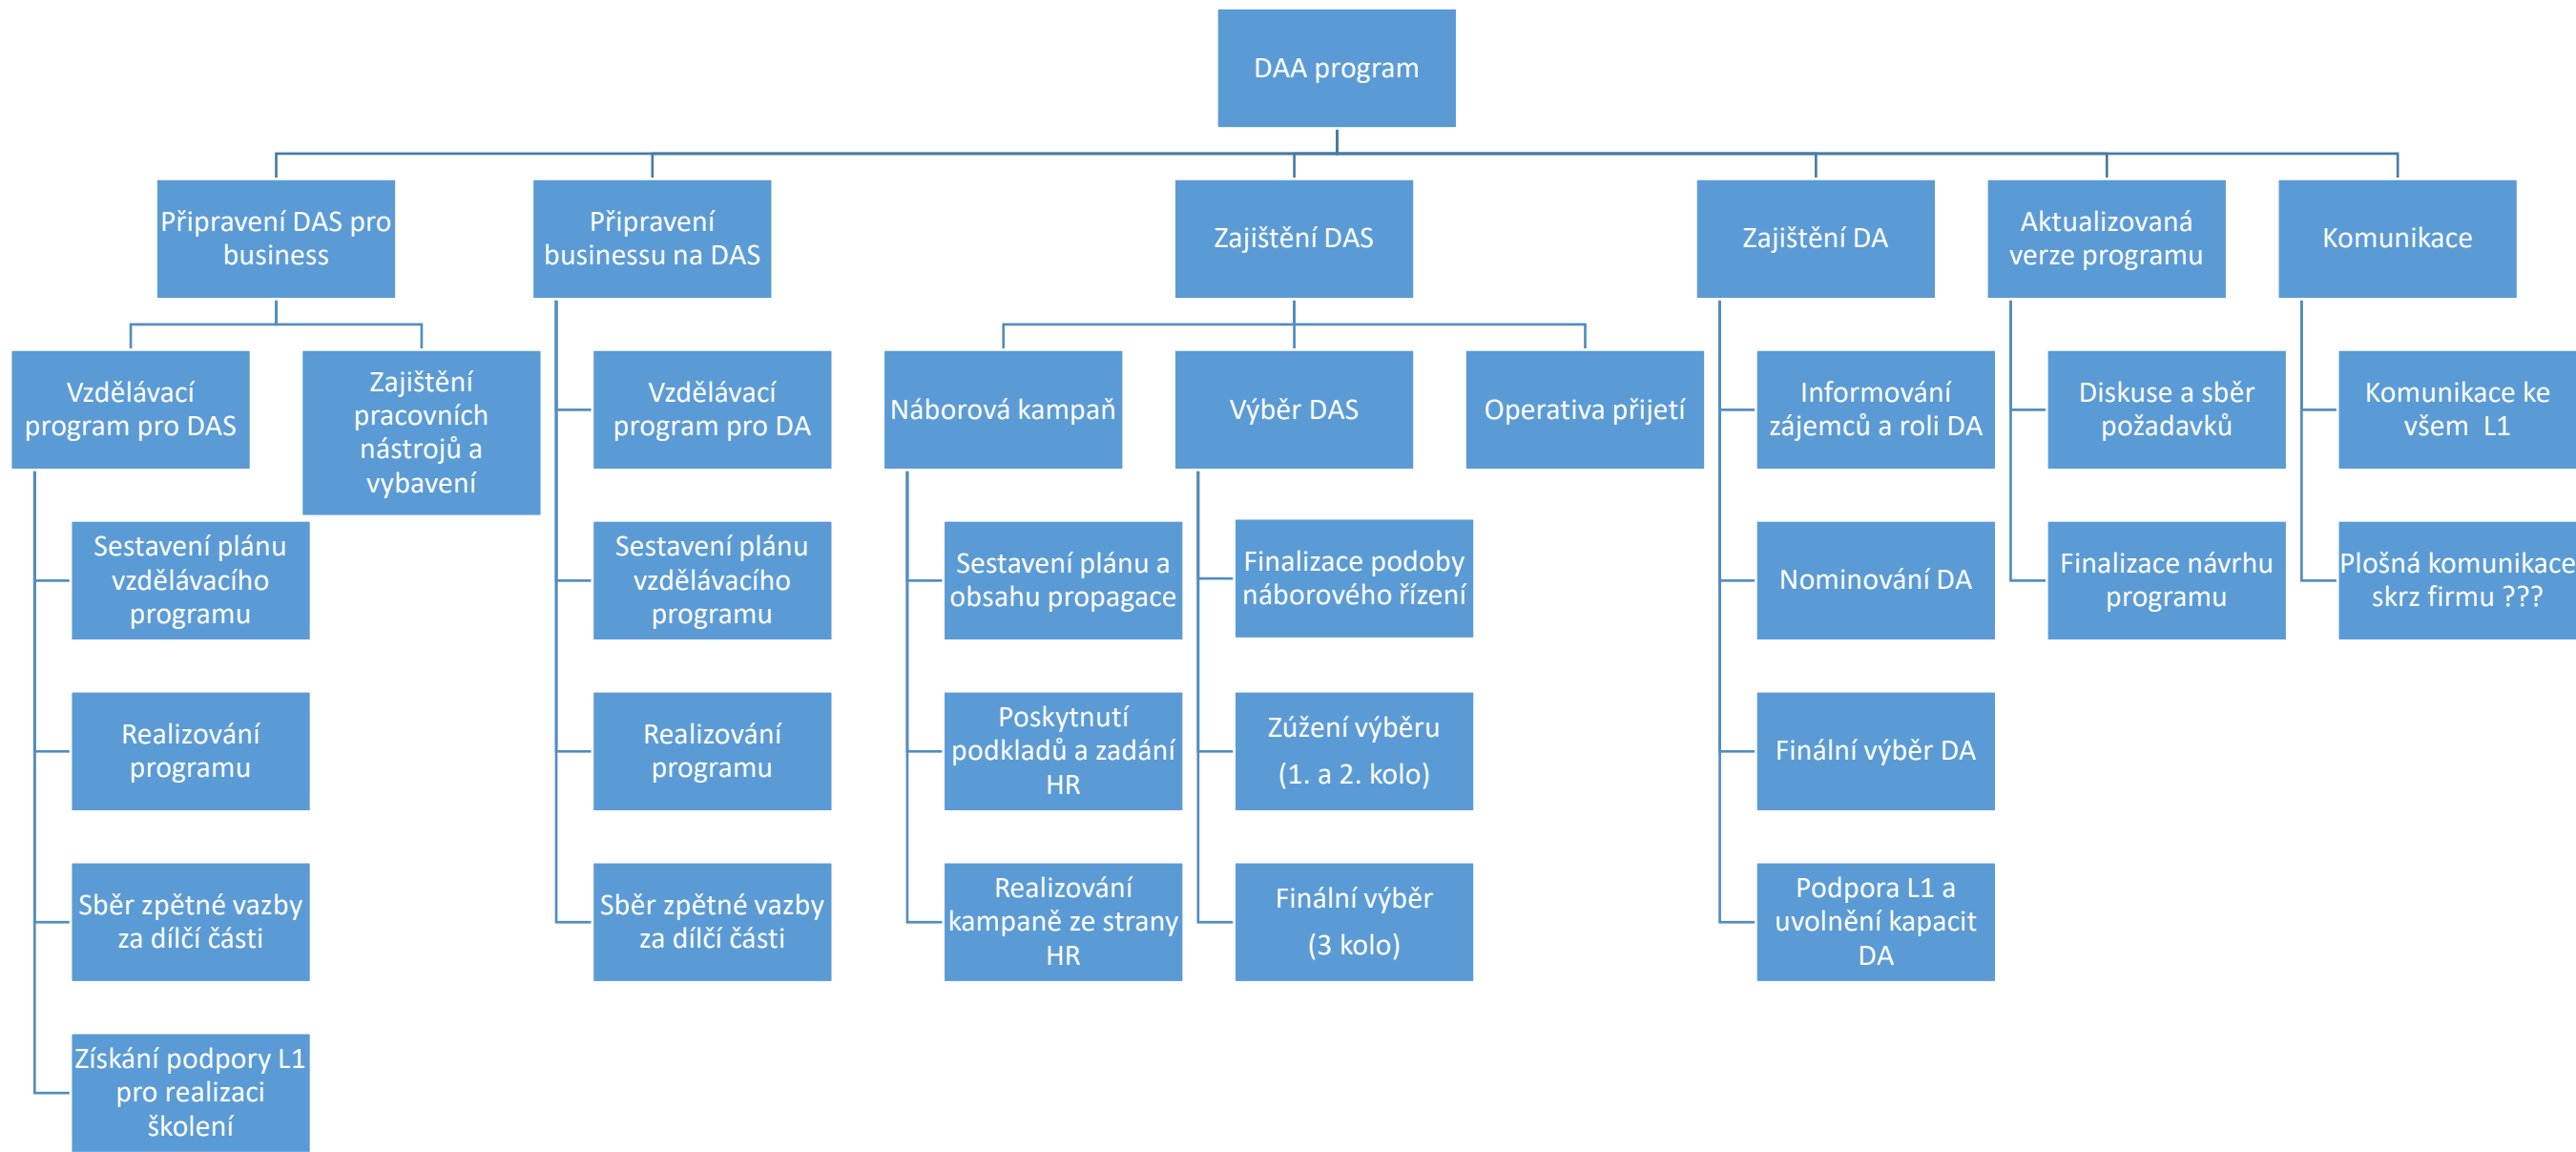 DAA program
Připravení DAS pro
business
Připravení
businessu na DAS
Zajištění DAS
Zajištění DA
Aktualizovaná
verze programu
Komunikace
Vzdělávací
program pro DAS
Zajištění
pracovních
nástrojů a
vybavení
Vzdělávací
program pro DA
Náborová kampaň
Výběr DAS
Operativa přijetí
Informování
zájemců a roli DA
Diskuse a sběr
požadavků
Komunikace ke
všem L1
Sestavení plánu
vzdělávacího
programu
Sestavení plánu
vzdělávacího
programu
Sestavení plánu a
obsahu propagace
Finalizace podoby
náborového řízení
Nominování DA
Finalizace návrhu
programu
Plošná komunikace
skrz firmu ???
Realizování
programu
Realizování
programu
Poskytnutí
podkladů a zadání
HR
Zúžení výběru
(1. a 2. kolo)
Finální výběr DA
Sběr zpětné vazby
za dílčí části
Sběr zpětné vazby
za dílčí části
Realizování
kampaně ze strany
HR
Finální výběr
(3 kolo)
Podpora L1 a
uvolnění kapacit
DA
Získání podpory L1
pro realizaci
školení